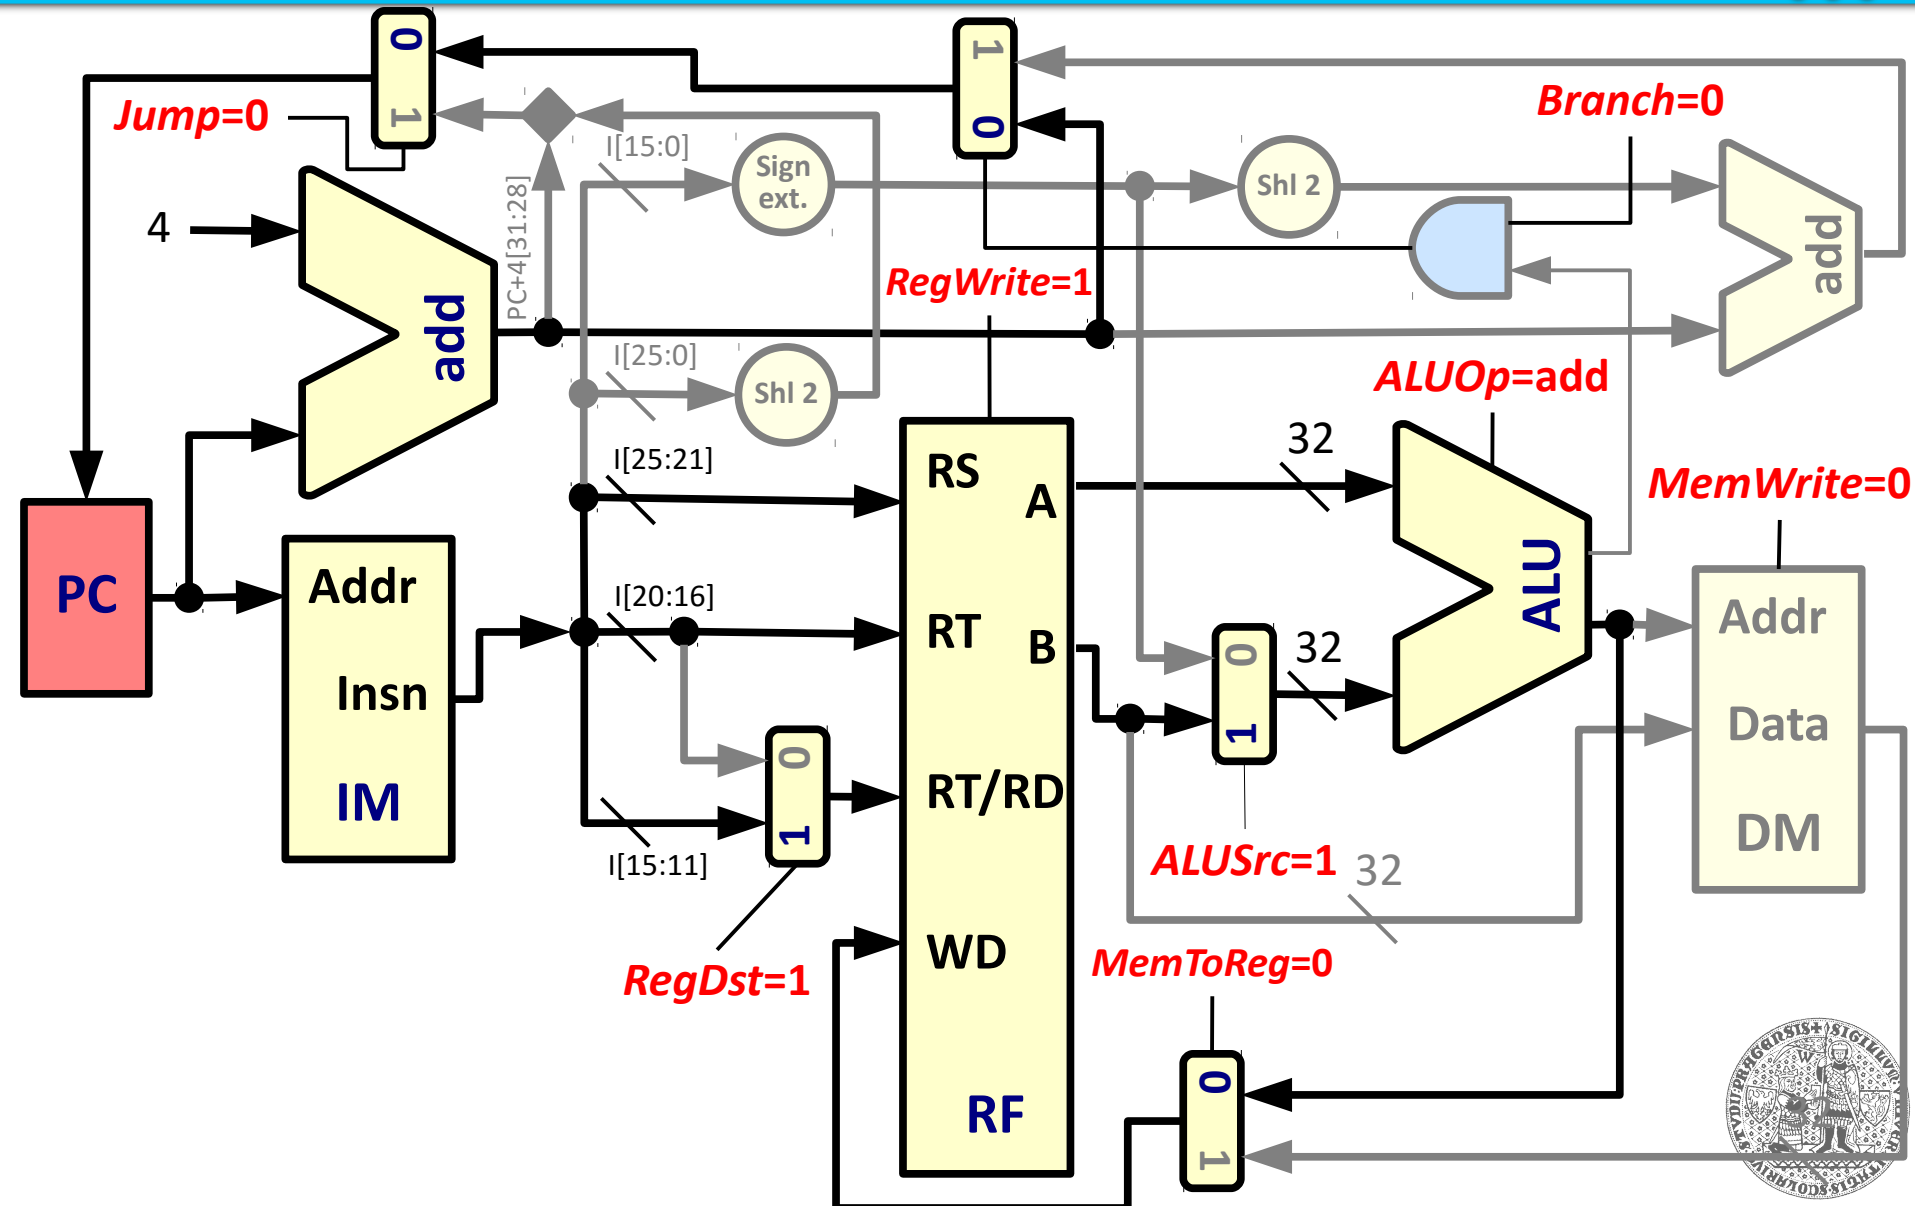 0
1
Jump=0
1
0
Branch=0
I[15:0]
Sign
ext.
Shl 2
PC+4[31:28]
4
add
RegWrite=1
add
I[25:0]
Shl 2
ALUOp=add
I[25:21]
RS
A
32
MemWrite=0
PC
Addr
Insn
IM
I[20:16]
RT
B
0
1
32
ALU
Addr
Data
DM
0
1
RT/RD
I[15:11]
ALUSrc=1
32
RegDst=1
WD
MemToReg=0
RF
0
1